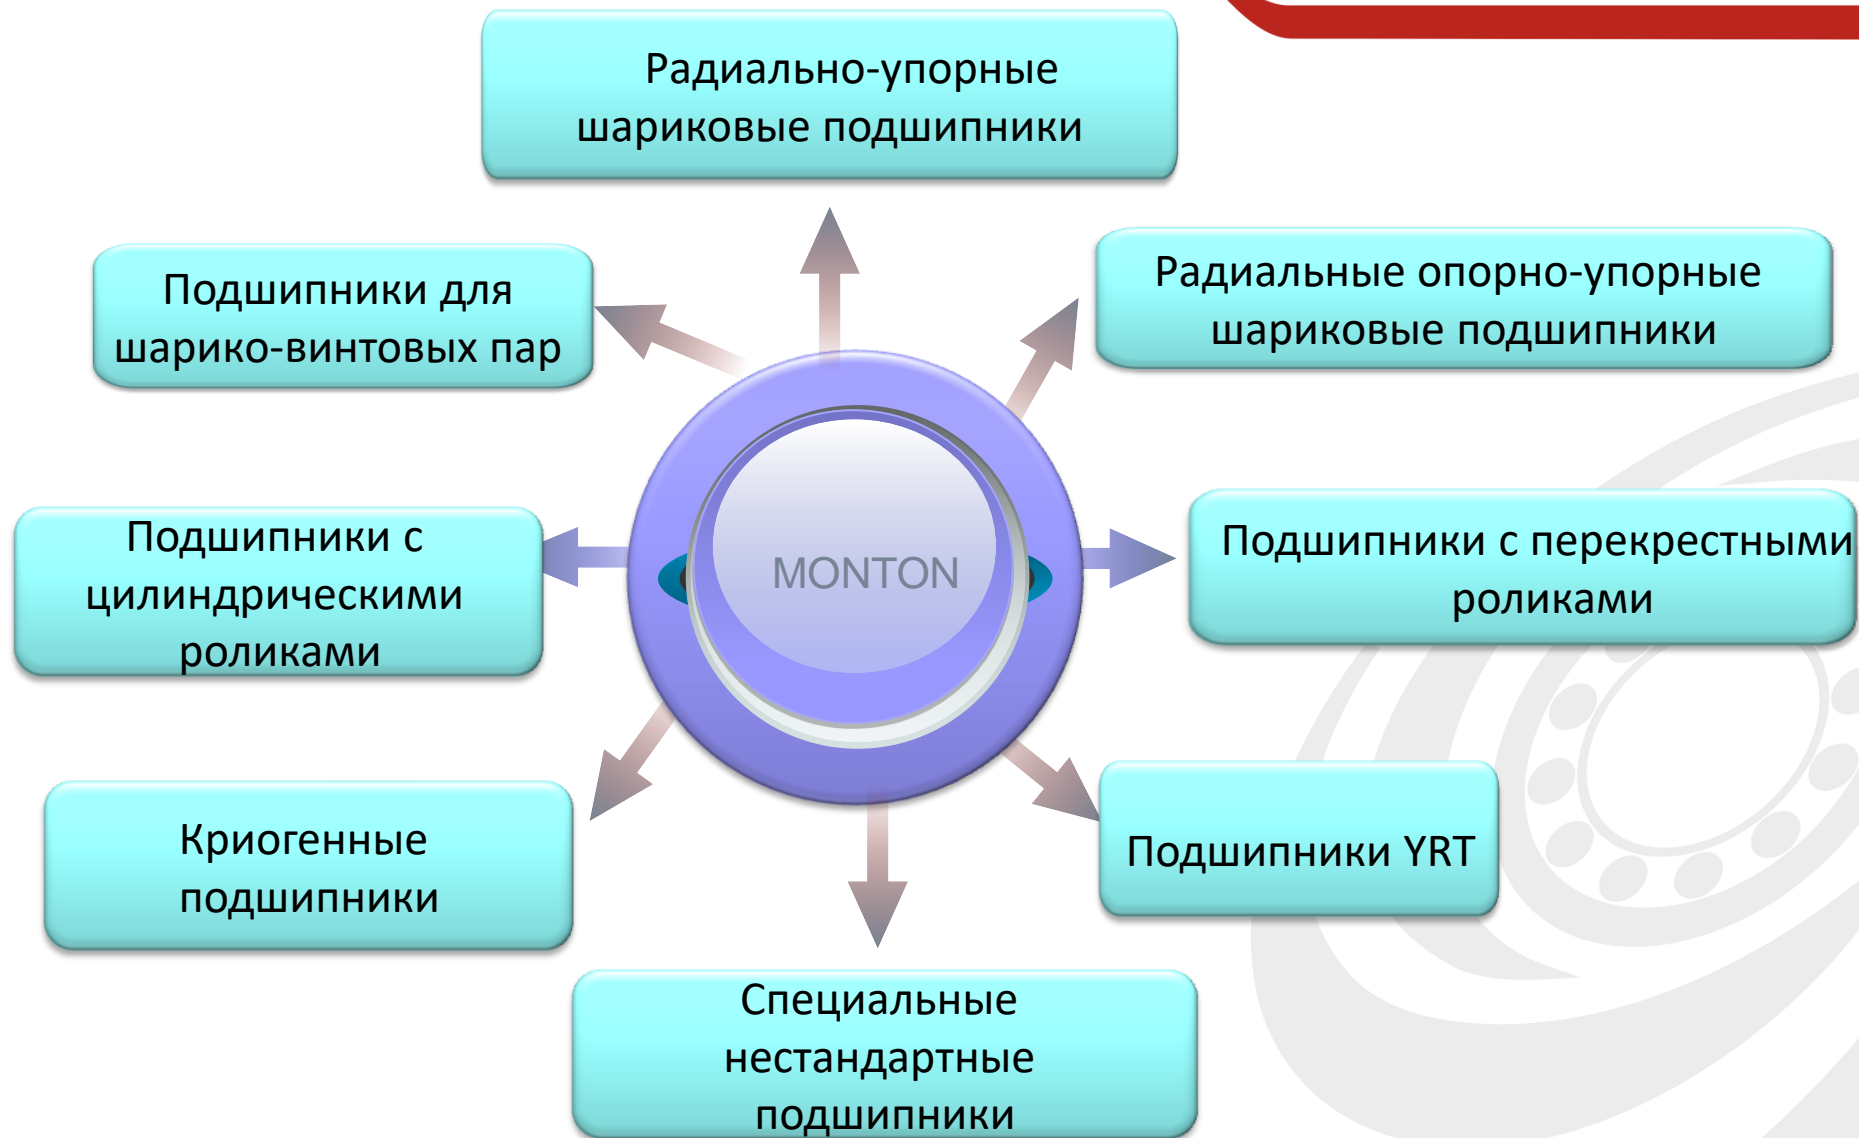 Радиально-упорные
шариковые подшипники
Подшипники для
шарико-винтовых пар
Радиальные опорно-упорные
шариковые подшипники
Подшипники с
цилиндрическими
роликами
MONTON
Подшипники с перекрестными
роликами
Криогенные
подшипники
Подшипники YRT
Специальные
нестандартные
подшипники